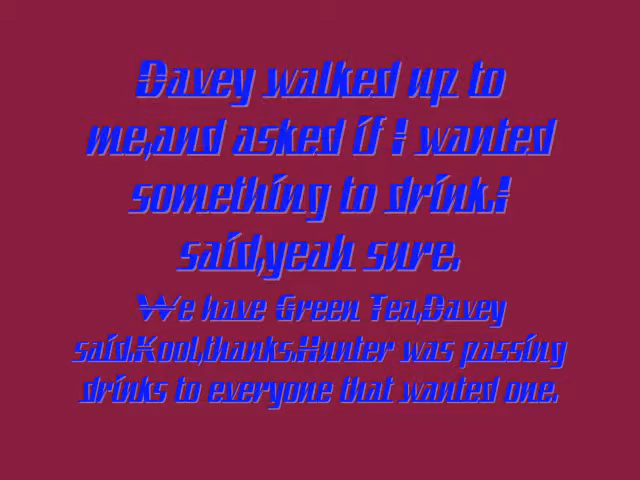 Davey walked up to
me,and asked if I wanted
something to drink.I
said,yeah sure.
We have Green Tea,Davey
said.Kool,thanks.Hunter was passing
drinks to everyone that wanted one.